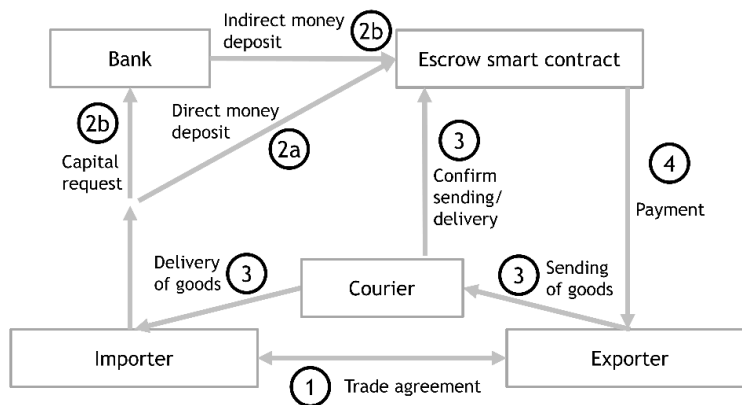 Indirect money
deposit
2b
Bank
Escrow smart contract
Direct money
deposit
2b
2a
Capital
request
3
Confirm
sending/
delivery
4
Payment
Delivery
of goods
3
Courier
3
Sending
of goods
Importer
Exporter
1
Trade agreement